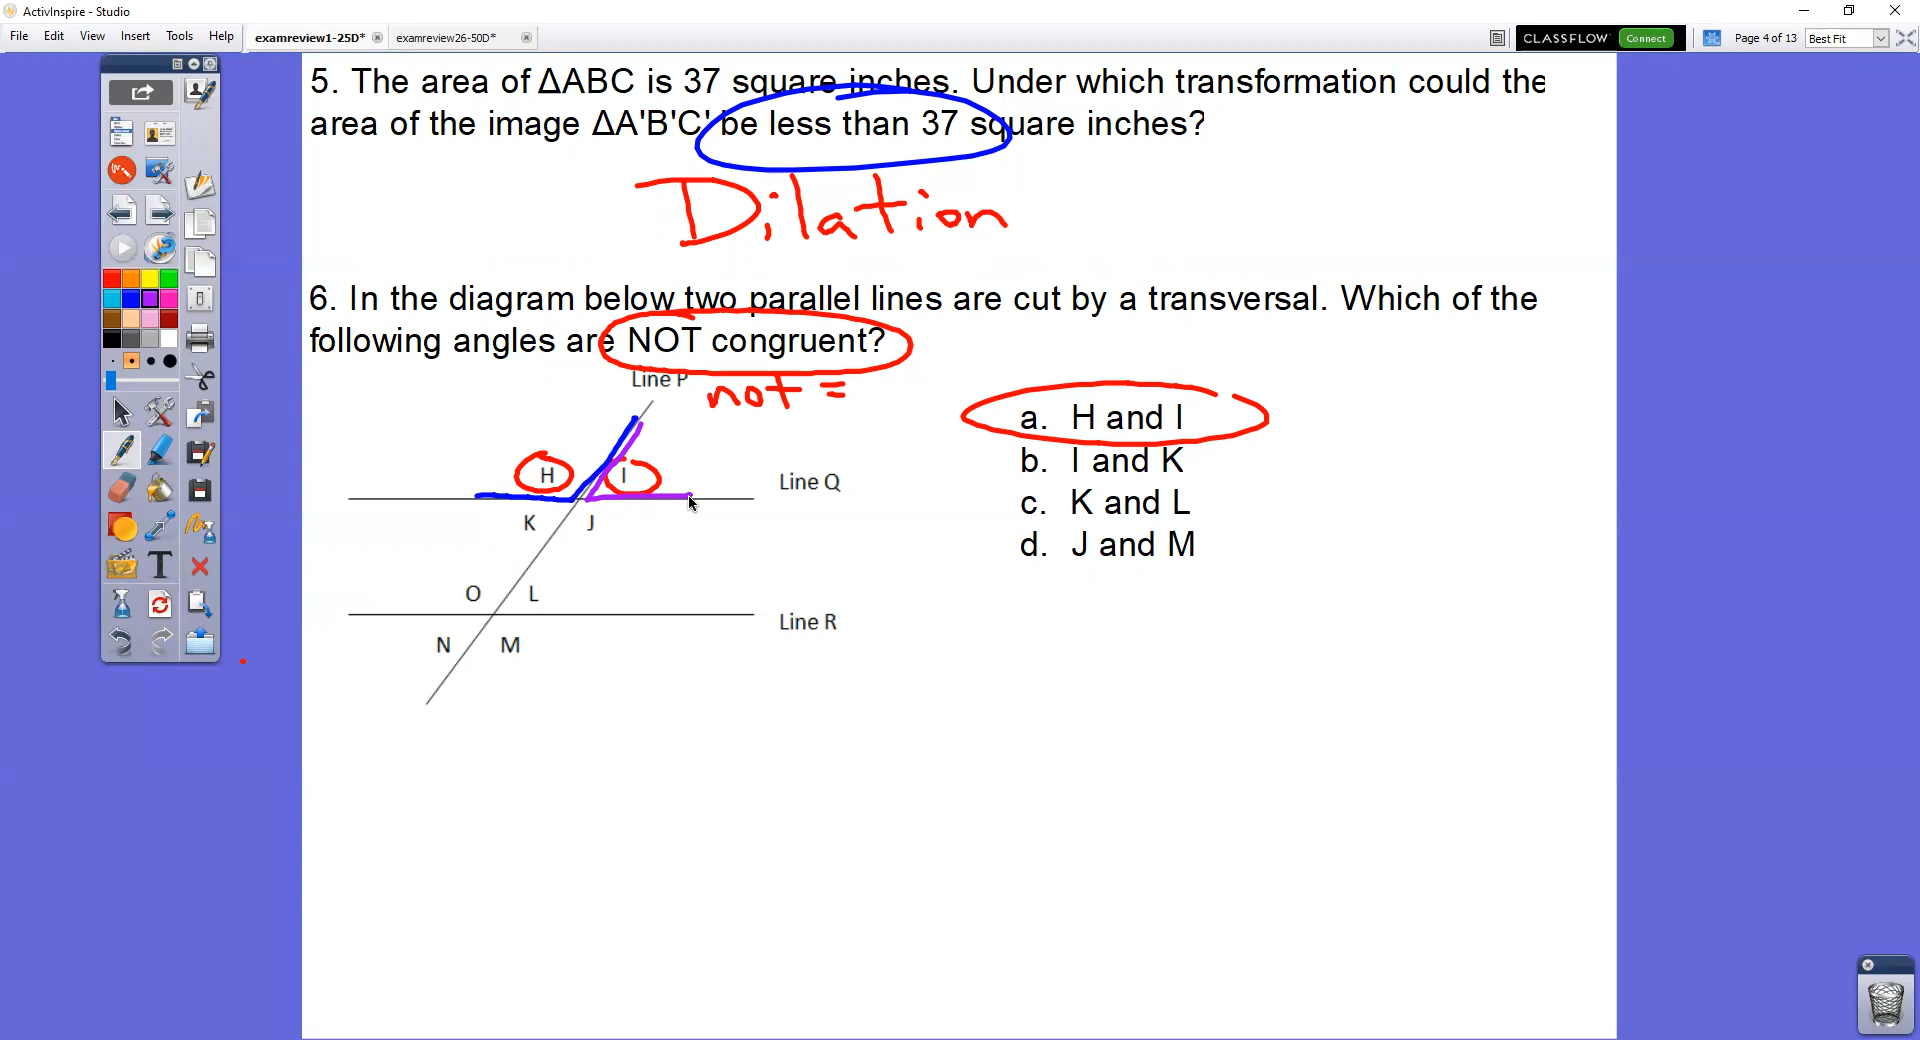 ActivInspire - Studio
File Edit View Insert Tools Help
examreview1-25D* examreview26-50D*
CLASSFLOW Connect
Page 4 of 13 Best Fit
5. The area of ΔABC is 37 square inches. Under which transformation could the
area of the image ΔA'B'C' be less than 37 square inches?
Dilation
6. In the diagram below two parallel lines are cut by a transversal. Which of the
following angles are NOT congruent?
Line P
not =
a. H and I
b. I and K
c. K and L
d. J and M
H I
Line Q
K J
O L
Line R
N M